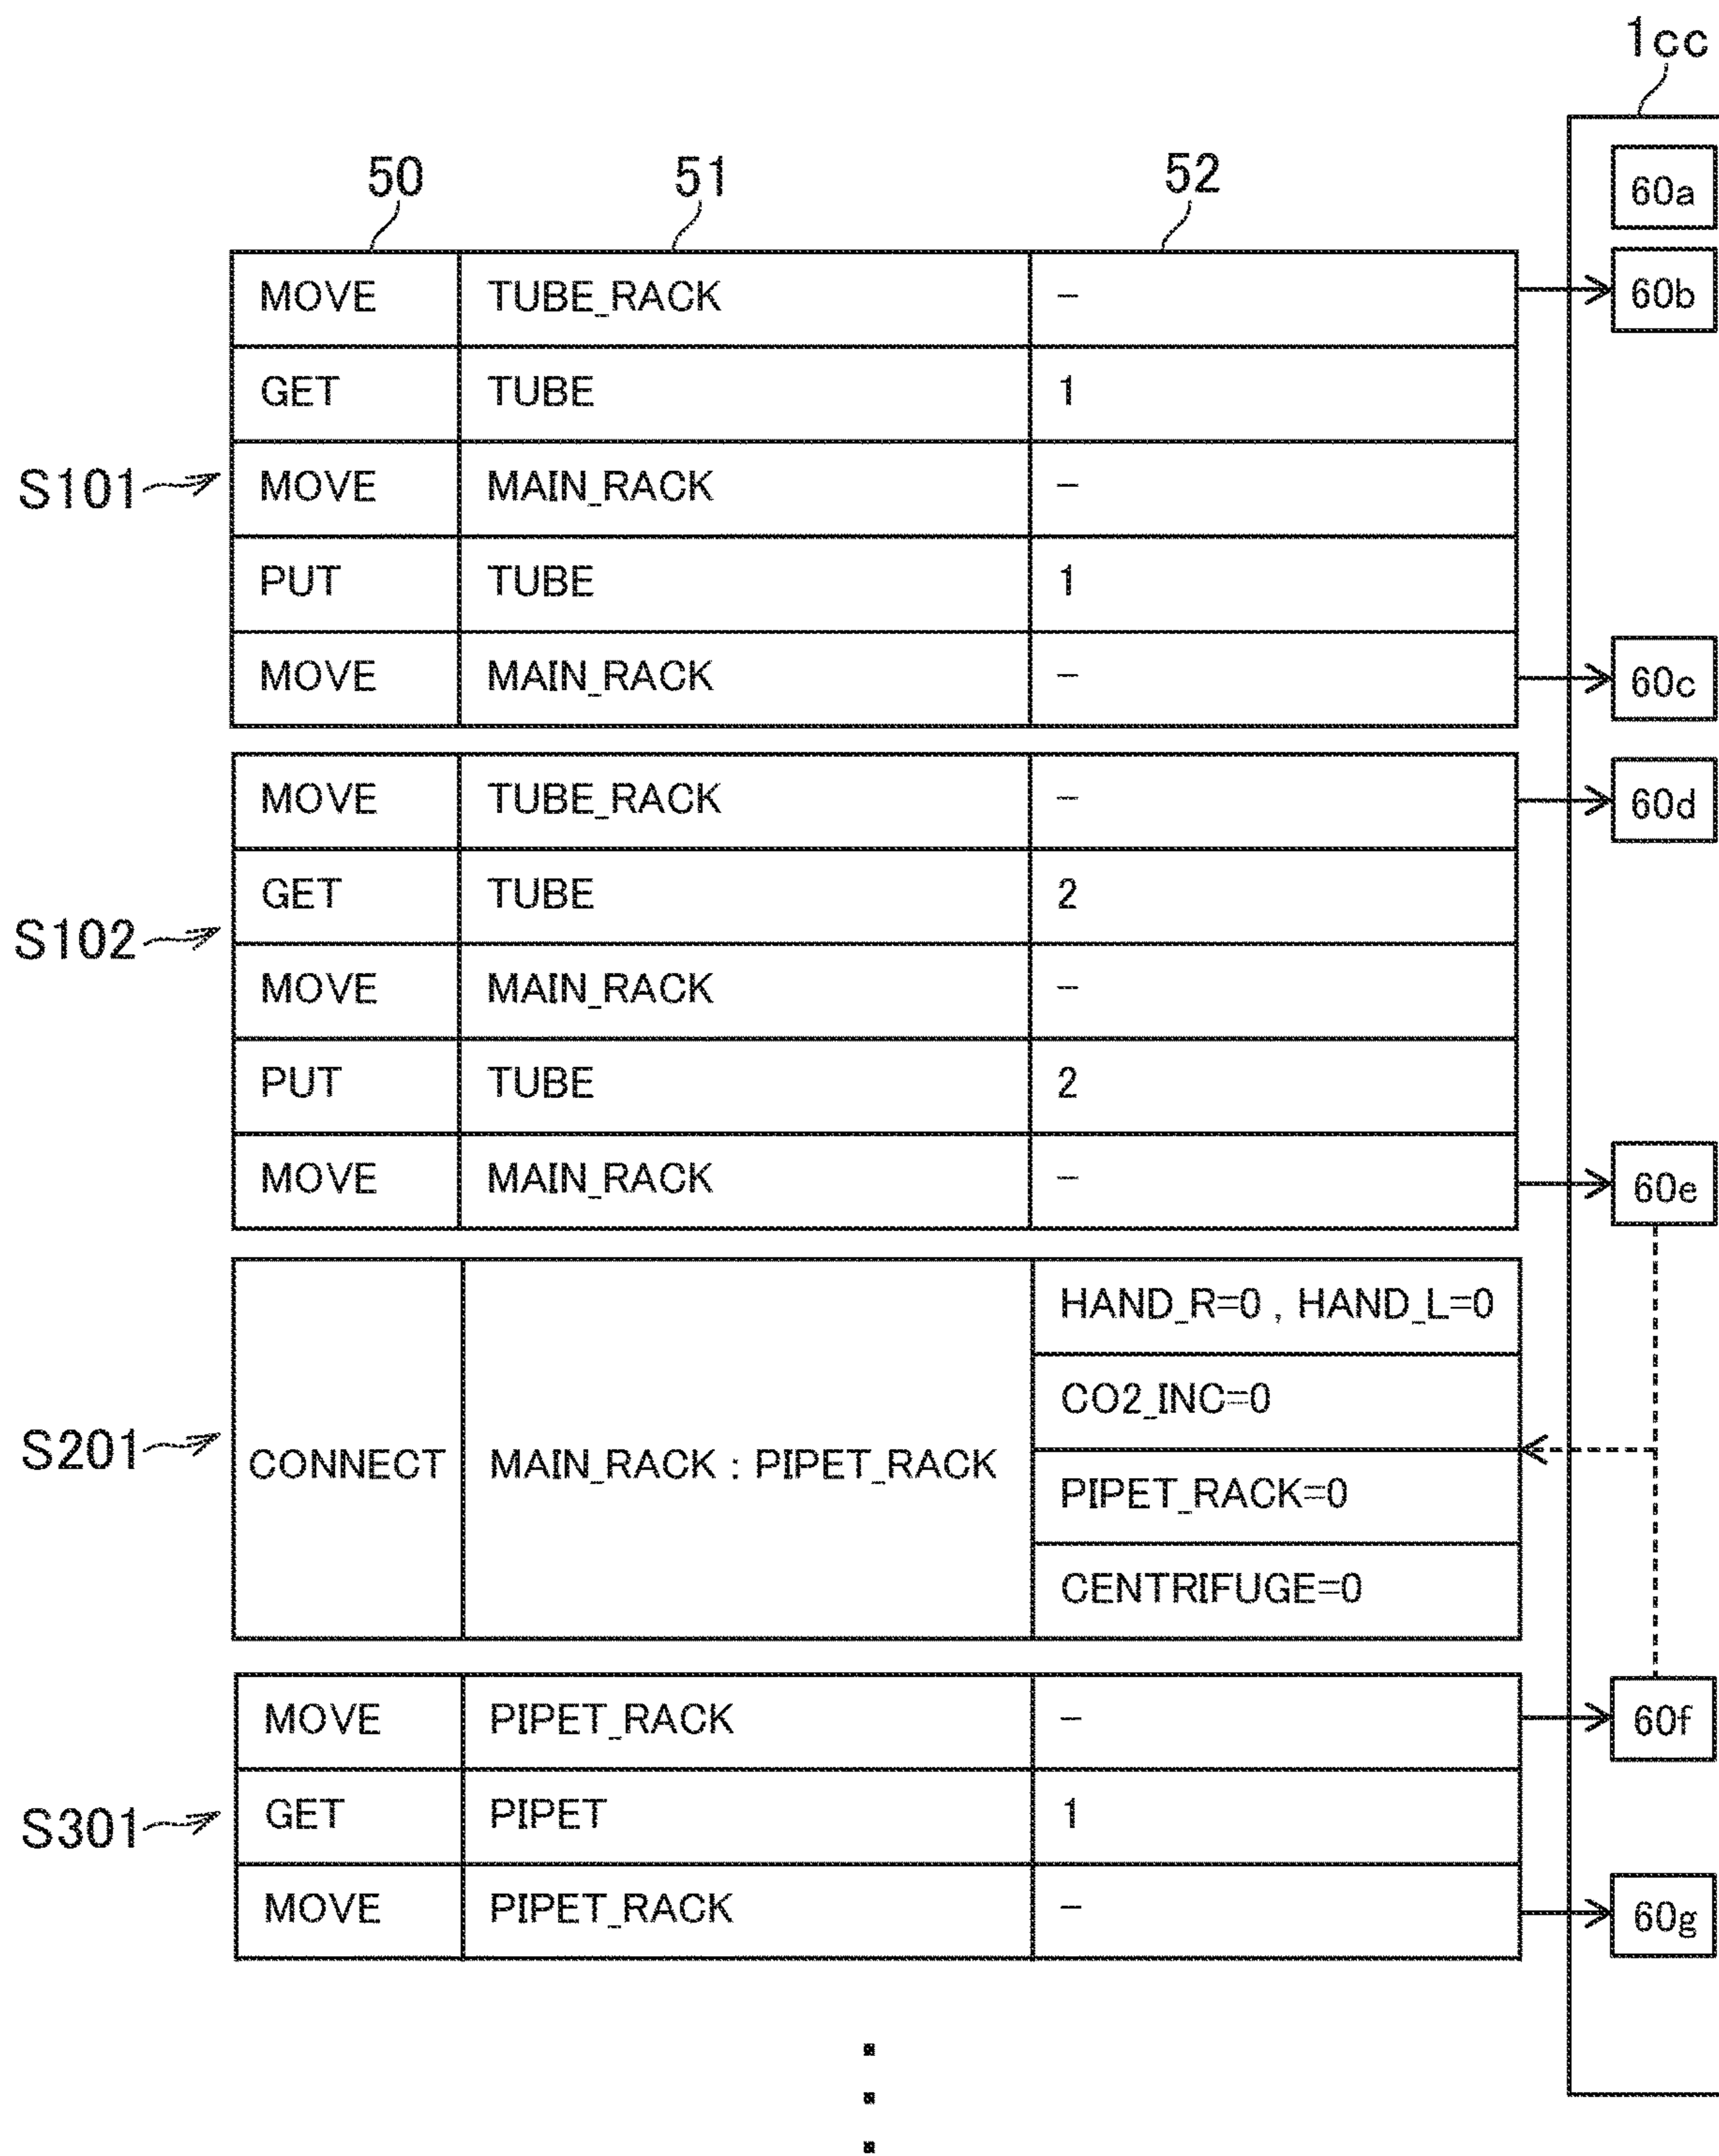 1cc
50 51 52
60a
MOVE TUBE_RACK - 60b
GET TUBE 1
S101 MOVE MAIN_RACK -
PUT TUBE 1
MOVE MAIN_RACK - 60c
MOVE TUBE_RACK - 60d
GET TUBE 2
S102
MOVE MAIN_RACK -
PUT TUBE 2
MOVE MAIN_RACK - 60e
HAND_R=0 , HAND_L=0
CO2_INC=0
S201 CONNECT MAIN_RACK : PIPET_RACK
PIPET_RACK=0
CENTRIFUGE=0
MOVE PIPET_RACK - 60f
S301 GET PIPET 1
MOVE PIPET_RACK - 60g